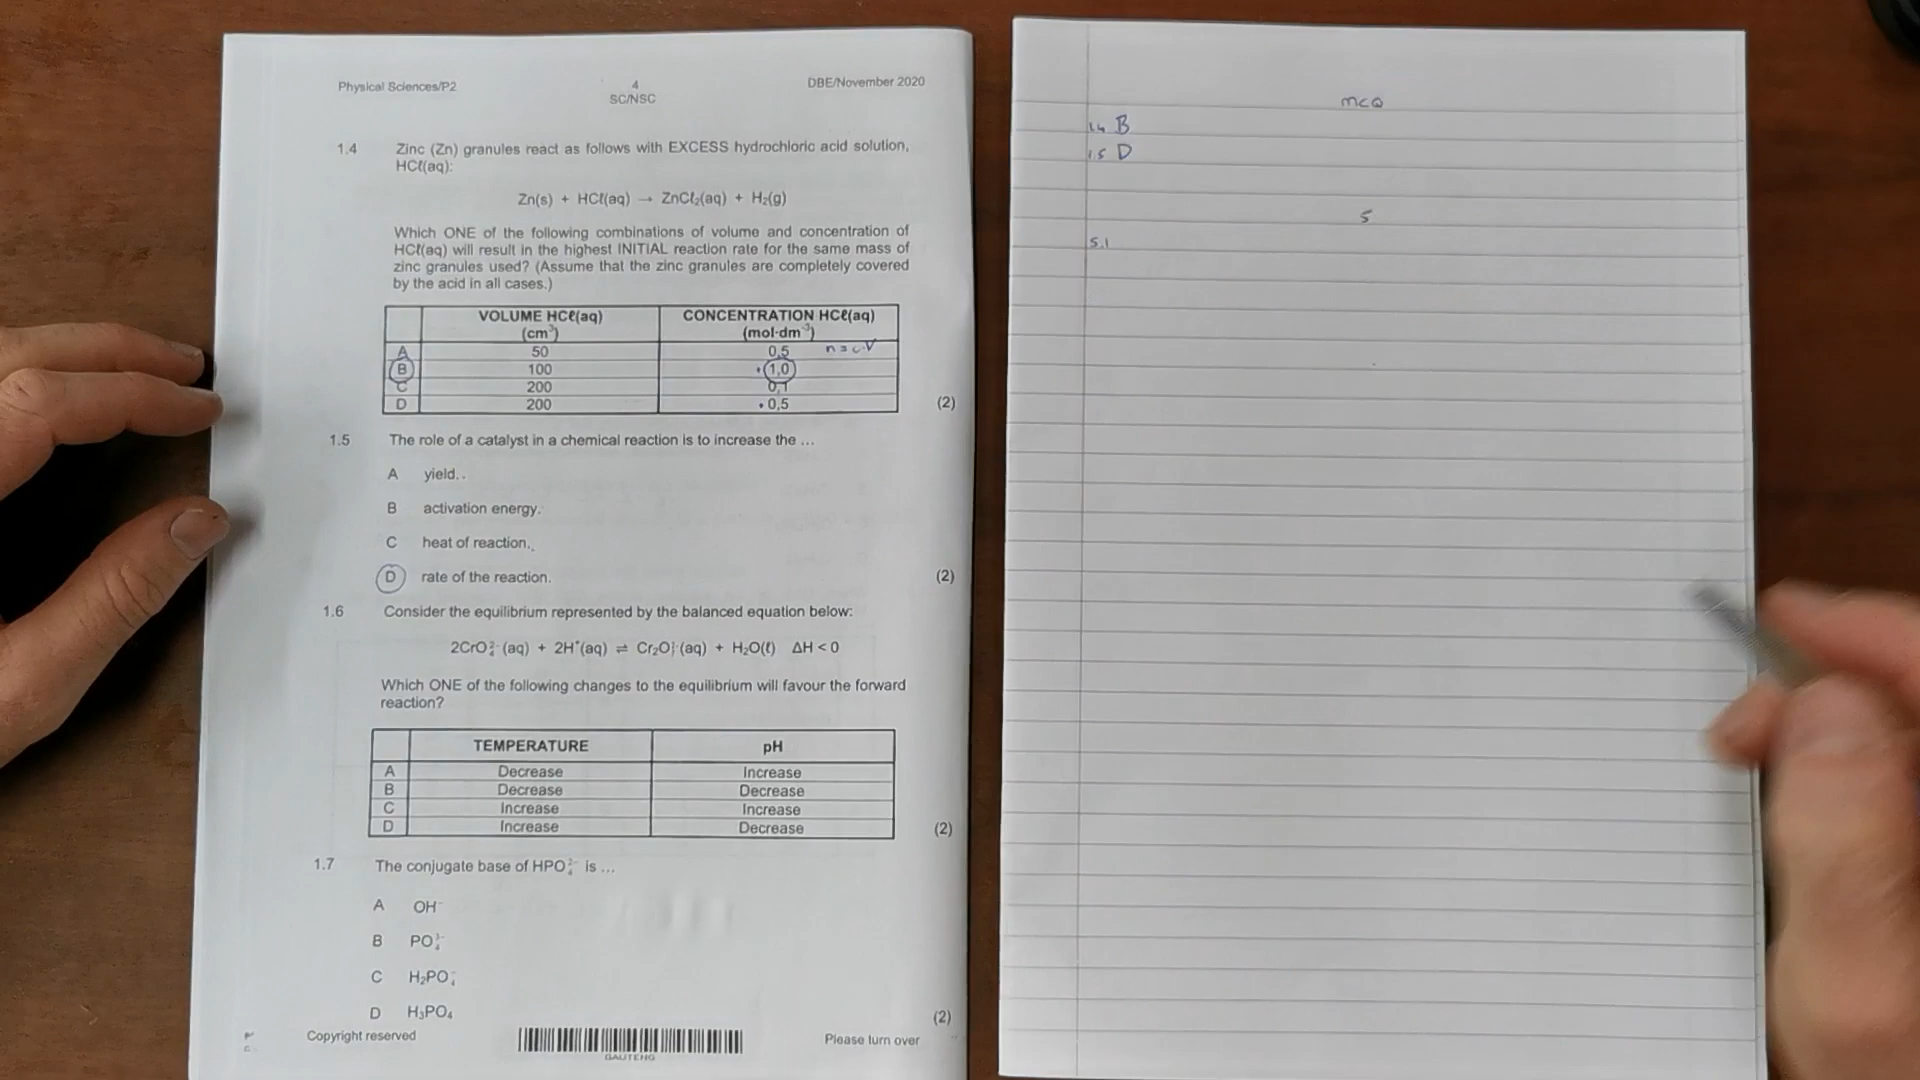 Physical Sciences/P2 4 DBE/November 2020
SC/NSC
1.4 Zinc (Zn) granules react as follows with EXCESS hydrochloric acid solution,
HCℓ(aq):
Zn(s) + HCℓ(aq) → ZnCℓ₂(aq) + H₂(g)
Which ONE of the following combinations of volume and concentration of
HCℓ(aq) will result in the highest INITIAL reaction rate for the same mass of
zinc granules used? (Assume that the zinc granules are completely covered
by the acid in all cases.)
VOLUME HCℓ(aq) CONCENTRATION HCℓ(aq)
(cm³) (mol·dm⁻³)
A 50 0,5 n=c.V
B 100 1,0
C 200 0,1
D 200 0,5 (2)
1.5 The role of a catalyst in a chemical reaction is to increase the ...
A yield.
B activation energy.
C heat of reaction.
D rate of the reaction. (2)
1.6 Consider the equilibrium represented by the balanced equation below:
2CrO₄²⁻(aq) + 2H⁺(aq) ⇌ Cr₂O₇²⁻(aq) + H₂O(ℓ) ΔH < 0
Which ONE of the following changes to the equilibrium will favour the forward
reaction?
TEMPERATURE pH
A Decrease Increase
B Decrease Decrease
C Increase Increase
D Increase Decrease (2)
1.7 The conjugate base of HPO₄²⁻ is ...
A OH⁻
B PO₄³⁻
C H₂PO₄⁻
D H₃PO₄ (2)
Copyright reserved Please turn over
GAUTENG
MCQ
1.4 B
1.5 D
5
5.1